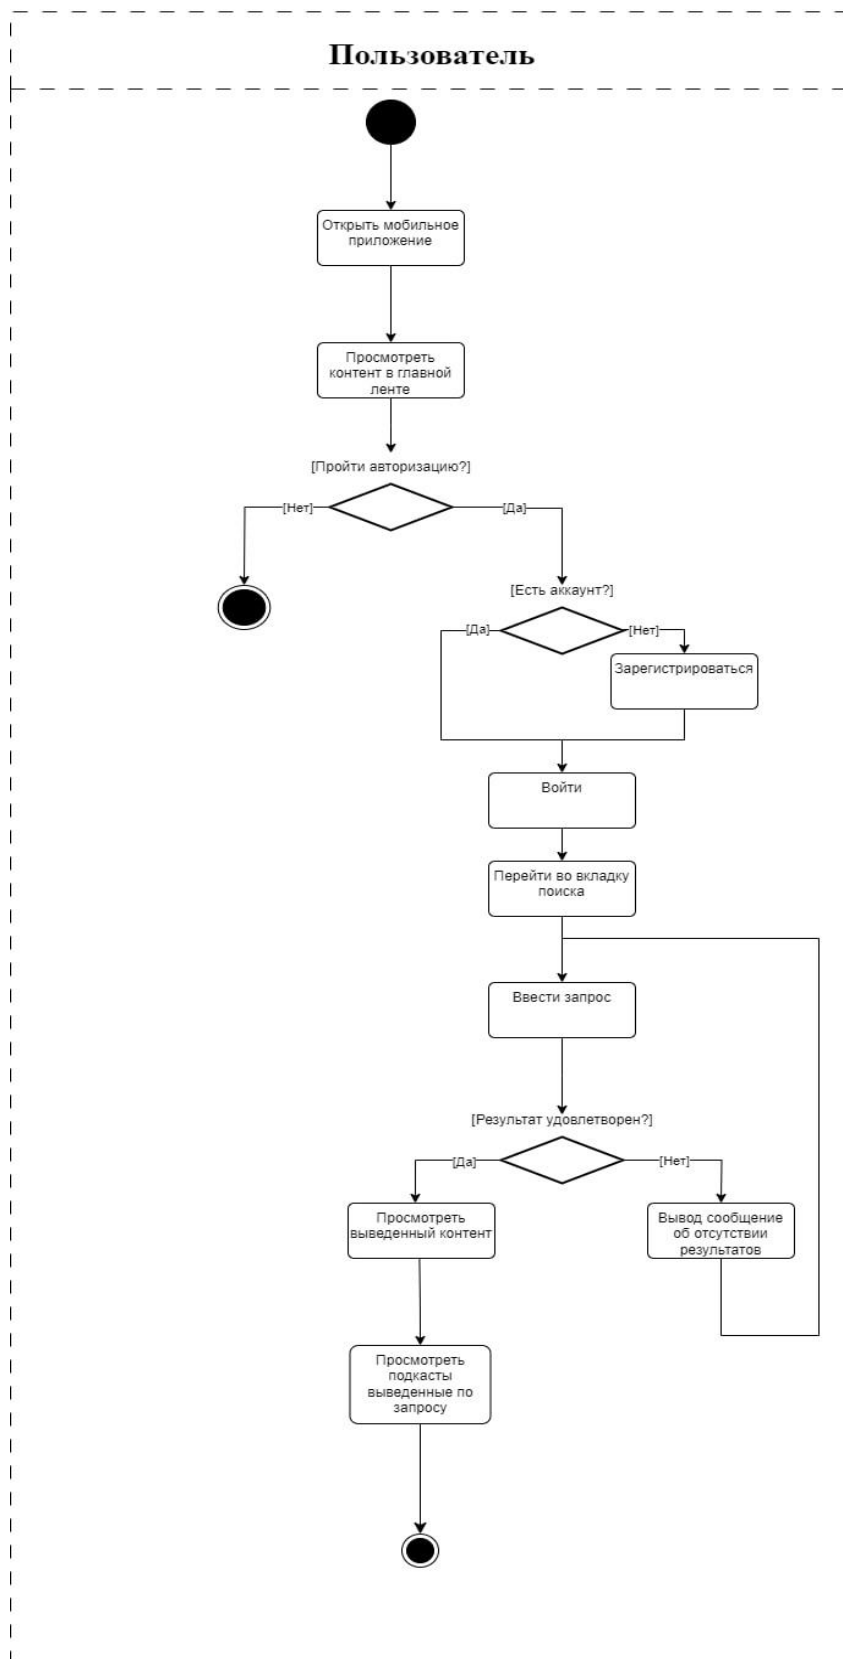 Пользователь
Открыть мобильное
приложение
Просмотреть
контент в главной
ленте
[Пройти авторизацию?]
[Нет]
[Да]
[Есть аккаунт?]
[Да]
[Нет]
Зарегистрироваться
Войти
Перейти во вкладку
поиска
Ввести запрос
[Результат удовлетворен?]
[Да]
[Нет]
Просмотреть
выведенный контент
Вывод сообщение
об отсутствии
результатов
Просмотреть
подкасты
выведенные по
запросу